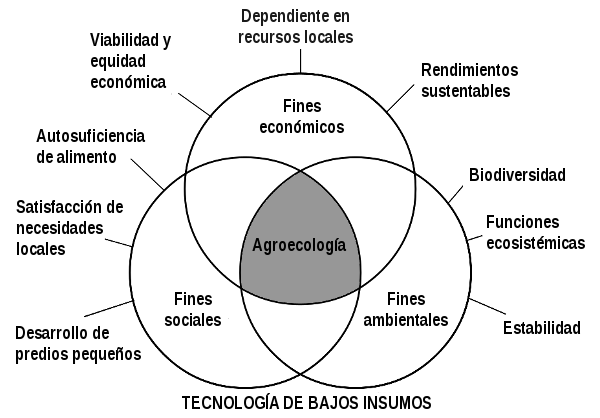 Dependiente en
recursos locales
Viabilidad y
equidad
económica
Rendimientos
sustentables
Fines
económicos
Autosuficiencia
de alimento
Biodiversidad
Satisfacción de
necesidades
locales
Funciones
ecosistémicas
Agroecología
Fines
sociales
Fines
ambientales
Desarrollo de
predios pequeños
Estabilidad
TECNOLOGÍA DE BAJOS INSUMOS